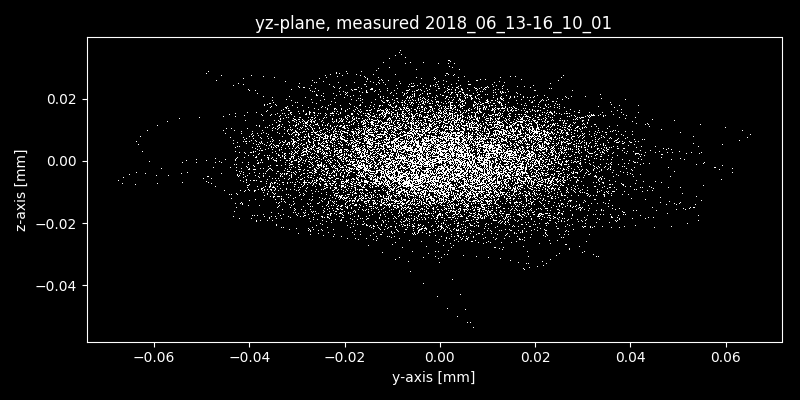 yz-plane, measured 2018_06_13-16_10_01
z-axis [mm]
0.02
0.00
−0.02
−0.04
−0.06 −0.04 −0.02 0.00 0.02 0.04 0.06
y-axis [mm]